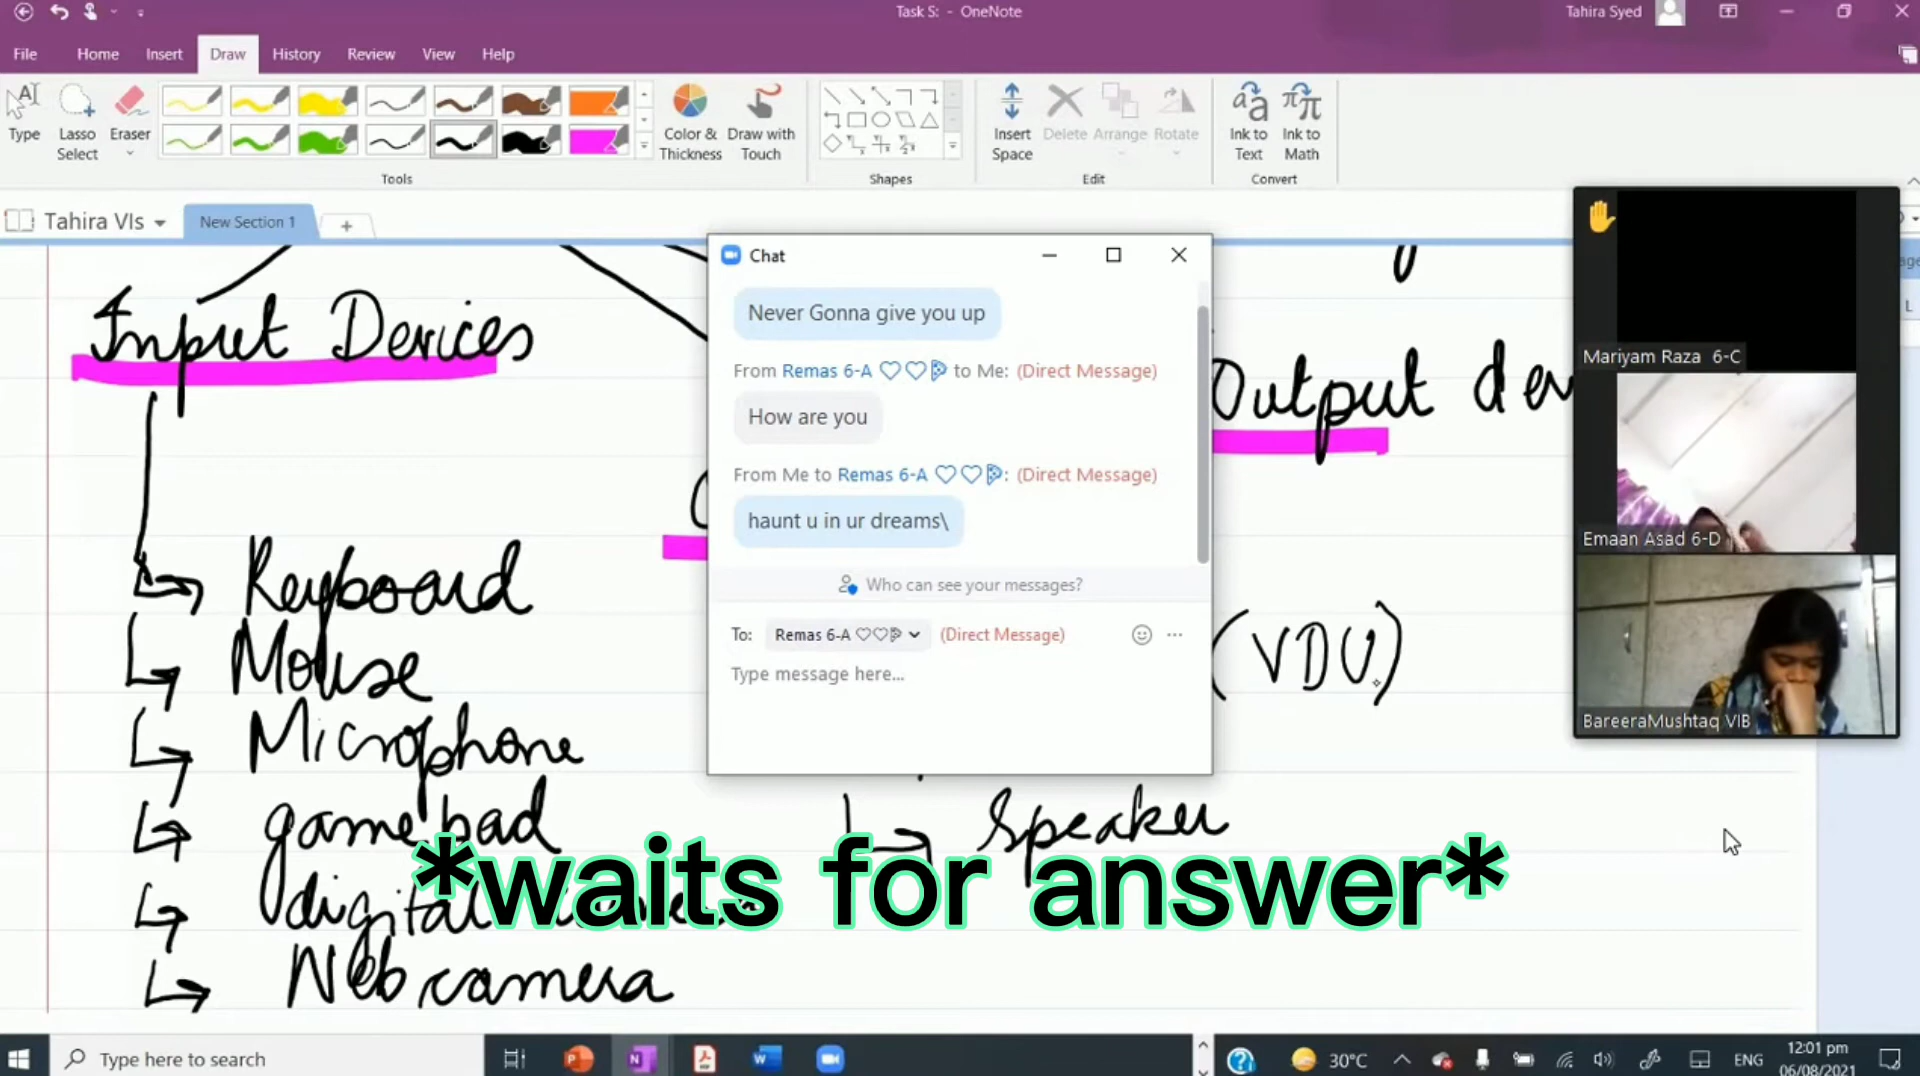 Task S: - OneNote
Tahira Syed
File Home Insert Draw History Review View Help
Type
Lasso Select
Eraser
Color & Thickness
Draw with Touch
Insert Space
Delete
Arrange
Rotate
Ink to Text
Ink to Math
Tools
Shapes
Edit
Convert
Tahira VIs
New Section 1
Input Devices
Keyboard
Mouse
Microphone
game pad
digital
Web camera
Output dev
(VDU)
Speaker
Chat
Never Gonna give you up
From Remas 6-A to Me: (Direct Message)
How are you
From Me to Remas 6-A : (Direct Message)
haunt u in ur dreams\
Who can see your messages?
To: Remas 6-A (Direct Message)
Type message here...
Mariyam Raza 6-C
Emaan Asad 6-D
BareeraMushtaq VIB
*waits for answer*
Type here to search
30°C
ENG
12:01 pm
06/08/2021